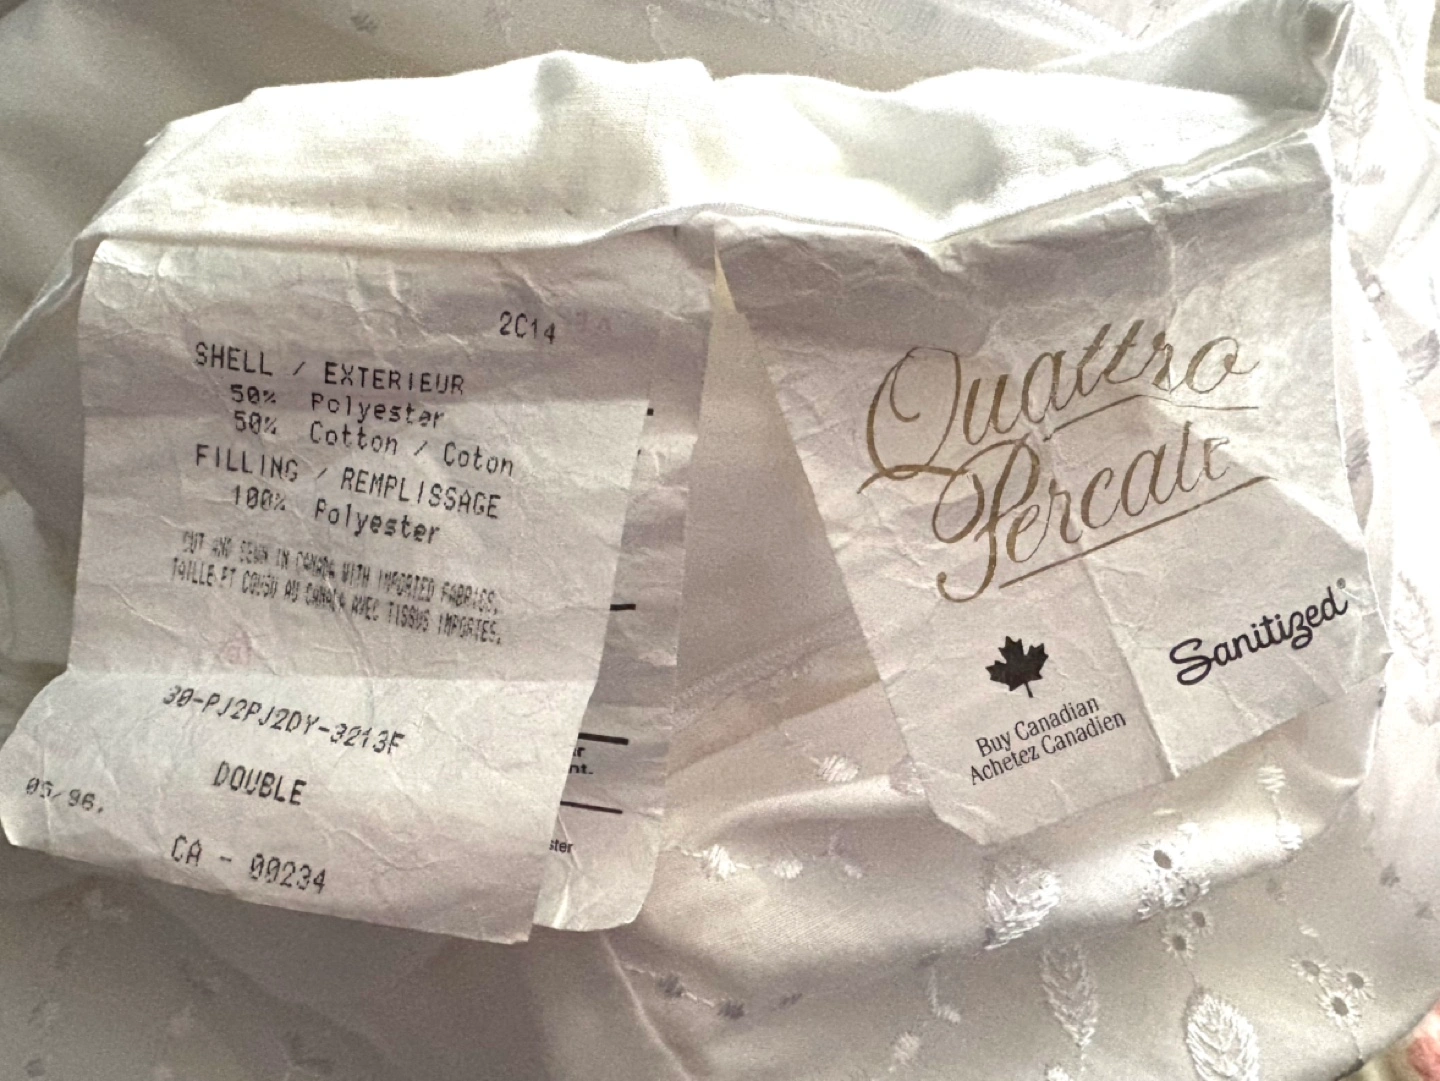 2C14
SHELL / EXTERIEUR
50% Polyester
50% Cotton / Coton
FILLING / REMPLISSAGE
100% Polyester
CUT AND SEWN IN CANADA WITH IMPORTED FABRICS.
TAILLE ET COUSU AU CANADA AVEC TISSUS IMPORTES.
30-PJ2PJ2DY-3213F
DOUBLE
05/96.
CA - 00234
Quattro
Percale
Buy Canadian
Achetez Canadien
Sanitized®